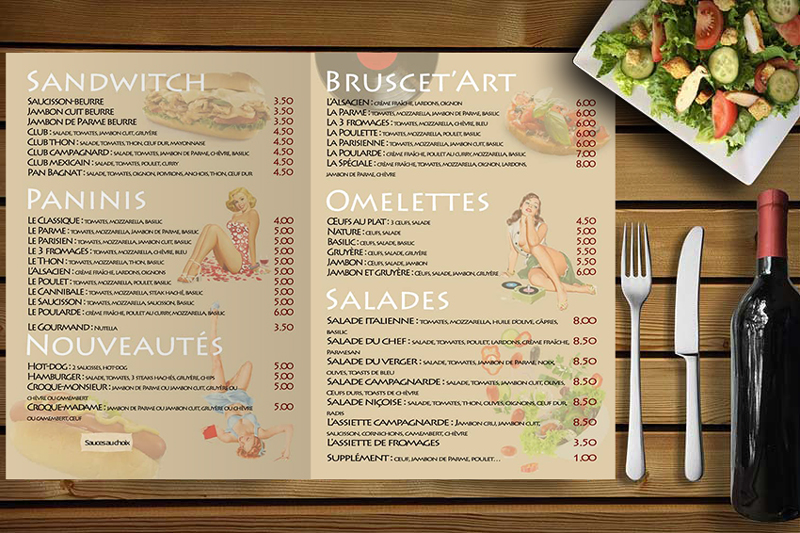 SANDWITCH
SAUCISSON-BEURRE 3.50
JAMBON CUIT BEURRE 3.50
JAMBON DE PARME BEURRE 3.50
CLUB : SALADE, TOMATES, JAMBON CUIT, GRUYÈRE 4.50
CLUB THON : SALADE, TOMATES, THON, ŒUF DUR, MAYONNAISE 4.50
CLUB CAMPAGNARD : SALADE, TOMATES, JAMBON DE PARME, CHÈVRE, BASILIC 4.50
CLUB MEXICAIN : SALADE, TOMATES, POULET, CURRY 4.50
PAN BAGNAT : SALADE, TOMATES, OIGNON, POIVRONS, ANCHOIS, THON, ŒUF DUR 4.50
PANINIS
LE CLASSIQUE : TOMATES, MOZZARELLA, BASILIC 4.00
LE PARME : TOMATES, MOZZARELLA, JAMBON DE PARME, BASILIC 5.00
LE PARISIEN : TOMATES, MOZZARELLA, JAMBON CUIT, BASILIC 5.00
LE 3 FROMAGES : TOMATES, MOZZARELLA, CHÈVRE, BLEU 5.00
LE THON : TOMATES, MOZZARELLA, THON, BASILIC 5.00
L'ALSACIEN : CRÈME FRAÎCHE, LARDONS, OIGNONS 5.00
LE POULET : TOMATES, MOZZARELLA, POULET, BASILIC 5.00
LE CANNIBALE : TOMATES, MOZZARELLA, STEAK HACHÉ, BASILIC 5.00
LE SAUCISSON : TOMATES, MOZZARELLA, SAUCISSON, BASILIC 5.00
LE POULARDE : CRÈME FRAÎCHE, POULET AU CURRY, MOZZARELLA, BASILIC 6.00
LE GOURMAND : NUTELLA 3.50
NOUVEAUTÉS
HOT-DOG : 2 SAUCISSES, HOT DOG 5.00
HAMBURGER : SALADE, TOMATES, 3 STEAKS HACHÉS, GRUYÈRE, CHIPS 5.00
CROQUE-MONSIEUR : JAMBON DE PARME OU JAMBON CUIT, GRUYÈRE OU 5.00
CHÈVRE OU CAMEMBERT
CROQUE-MADAME : JAMBON DE PARME OU JAMBON CUIT, GRUYÈRE OU CHÈVRE 5.00
OU CAMEMBERT, ŒUF
Sauces au choix
BRUSCET'ART
L'ALSACIEN : CRÈME FRAÎCHE, LARDONS, OIGNON 6.00
LA PARME : TOMATES, MOZZARELLA, JAMBON DE PARME, BASILIC 6.00
LA 3 FROMAGES : TOMATES, MOZZARELLA, CHÈVRE, BLEU 6.00
LA POULETTE : TOMATES, MOZZARELLA, POULET, BASILIC 6.00
LA PARISIENNE : TOMATES, MOZZARELLA, JAMBON CUIT, BASILIC 6.00
LA POULARDE : CRÈME FRAÎCHE, POULET AU CURRY, MOZZARELLA, BASILIC 7.00
LA SPÉCIALE : CRÈME FRAÎCHE, TOMATES, MOZZARELLA, OIGNON, LARDONS, 8.00
JAMBON DE PARME, CHÈVRE
OMELETTES
ŒUFS AU PLAT : 3 ŒUFS, SALADE 4.50
NATURE : ŒUFS, SALADE 5.00
BASILIC : ŒUFS, SALADE, BASILIC 5.00
GRUYÈRE : ŒUFS, SALADE, GRUYÈRE 5.50
JAMBON : ŒUFS, SALADE, JAMBON 5.50
JAMBON ET GRUYÈRE : ŒUFS, SALADE, JAMBON, GRUYÈRE 6.00
SALADES
SALADE ITALIENNE : TOMATES, MOZZARELLA, HUILE D'OLIVE, CÂPRES, 8.00
BASILIC
SALADE DU CHEF : SALADE, TOMATES, POULET, LARDONS, CRÈME FRAÎCHE, 8.50
PARMESAN
SALADE DU VERGER : SALADE, TOMATES, JAMBON DE PARME, NOIX, 8.50
OLIVES, TOASTS DE BLEU
SALADE CAMPAGNARDE : SALADE, TOMATES, JAMBON CUIT, OLIVES, 8.50
ŒUFS DURS, TOASTS DE CHÈVRE
SALADE NIÇOISE : SALADE, TOMATES, THON, OLIVES, OIGNONS, ŒUF DUR, 8.50
RADIS
L'ASSIETTE CAMPAGNARDE : JAMBON CRU, JAMBON CUIT, 8.50
SAUCISSON, CORNICHONS, CAMEMBERT, CHÈVRE
L'ASSIETTE DE FROMAGES 3.50
SUPPLÉMENT : ŒUF, JAMBON DE PARME, POULET... 1.00